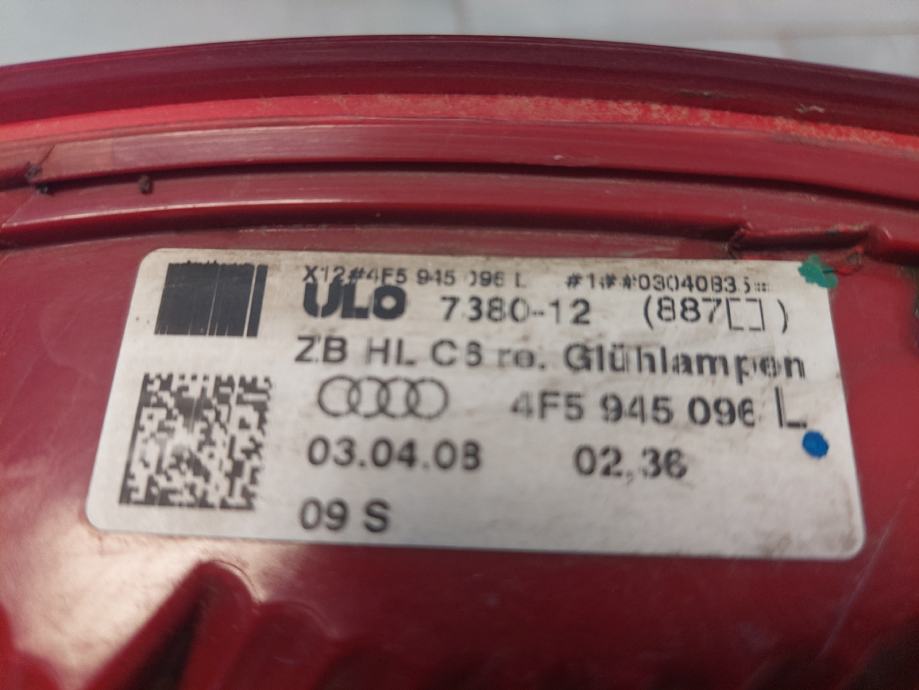 X12#4F5 945 096 L #1##0304083
ULO 7380-12 (887)
ZB HL C6 re. Glühlampen
4F5 945 096 L
03.04.08 02,36
09 S